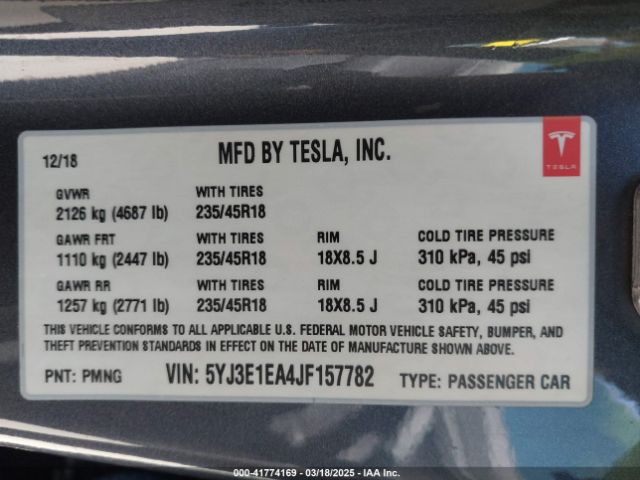 12/18 MFD BY TESLA, INC.
TESLA
GVWR WITH TIRES
2126 kg (4687 lb) 235/45R18
GAWR FRT WITH TIRES RIM COLD TIRE PRESSURE
1110 kg (2447 lb) 235/45R18 18X8.5 J 310 kPa, 45 psi
GAWR RR WITH TIRES RIM COLD TIRE PRESSURE
1257 kg (2771 lb) 235/45R18 18X8.5 J 310 kPa, 45 psi
THIS VEHICLE CONFORMS TO ALL APPLICABLE U.S. FEDERAL MOTOR VEHICLE SAFETY, BUMPER, AND
THEFT PREVENTION STANDARDS IN EFFECT ON THE DATE OF MANUFACTURE SHOWN ABOVE.
PNT: PMNG VIN: 5YJ3E1EA4JF157782 TYPE: PASSENGER CAR
000-41774169 | 03/18/2025 | IAA Inc.